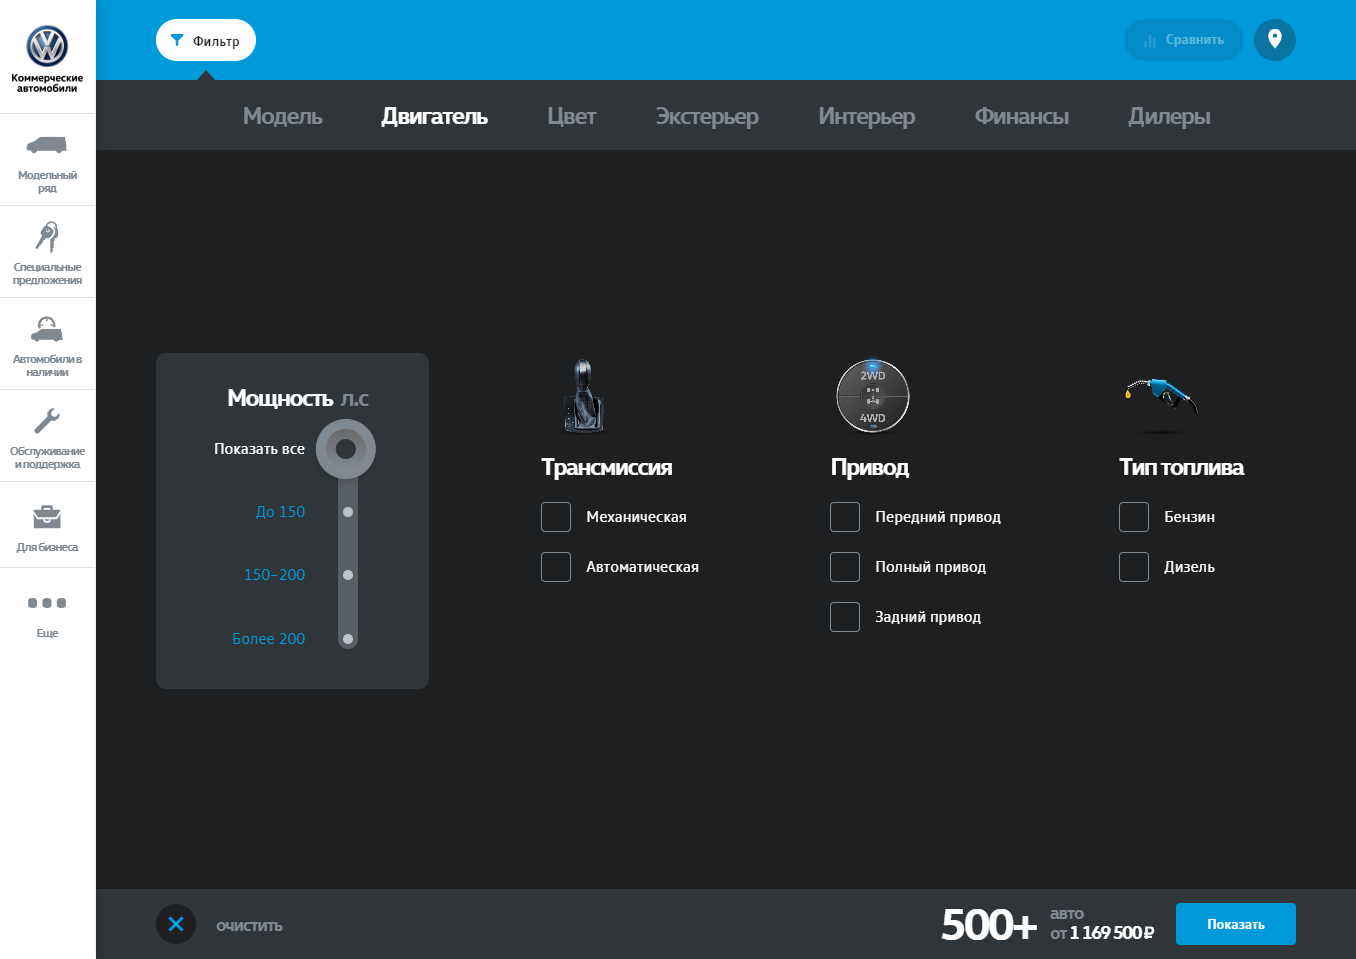 Коммерческие
автомобили
Модельный
ряд
Специальные
предложения
Автомобили в
наличии
Обслуживание
и поддержка
Для бизнеса
Еще
Фильтр
Сравнить
Модель
Двигатель
Цвет
Экстерьер
Интерьер
Финансы
Дилеры
Мощность л.с
Показать все
До 150
150–200
Более 200
2WD
4WD
Трансмиссия
Механическая
Автоматическая
Привод
Передний привод
Полный привод
Задний привод
Тип топлива
Бензин
Дизель
очистить
500+
авто
от 1 169 500 ₽
Показать